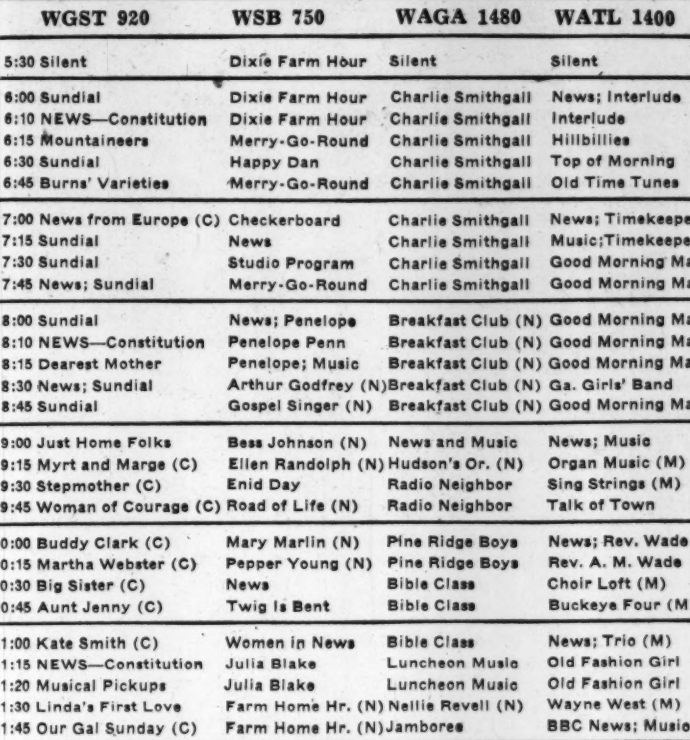 WGST 920 WSB 750 WAGA 1480 WATL 1400
5:30 Silent Dixie Farm Hour Silent Silent
6:00 Sundial Dixie Farm Hour Charlie Smithgall News; Interlude
6:10 NEWS—Constitution Dixie Farm Hour Charlie Smithgall Interlude
6:15 Mountaineers Merry-Go-Round Charlie Smithgall Hillbillies
6:30 Sundial Happy Dan Charlie Smithgall Top of Morning
6:45 Burns' Varieties Merry-Go-Round Charlie Smithgall Old Time Tunes
7:00 News from Europe (C) Checkerboard Charlie Smithgall News; Timekeepe
7:15 Sundial News Charlie Smithgall Music;Timekeepe
7:30 Sundial Studio Program Charlie Smithgall Good Morning Ma
7:45 News; Sundial Merry-Go-Round Charlie Smithgall Good Morning Ma
8:00 Sundial News; Penelope Breakfast Club (N) Good Morning Ma
8:10 NEWS—Constitution Penelope Penn Breakfast Club (N) Good Morning Ma
8:15 Dearest Mother Penelope; Music Breakfast Club (N) Good Morning Ma
8:30 News; Sundial Arthur Godfrey (N) Breakfast Club (N) Ga. Girls' Band
8:45 Sundial Gospel Singer (N) Breakfast Club (N) Good Morning Ma
9:00 Just Home Folks Bess Johnson (N) News and Music News; Music
9:15 Myrt and Marge (C) Ellen Randolph (N) Hudson's Or. (N) Organ Music (M)
9:30 Stepmother (C) Enid Day Radio Neighbor Sing Strings (M)
9:45 Woman of Courage (C) Road of Life (N) Radio Neighbor Talk of Town
0:00 Buddy Clark (C) Mary Marlin (N) Pine Ridge Boys News; Rev. Wade
0:15 Martha Webster (C) Pepper Young (N) Pine Ridge Boys Rev. A. M. Wade
0:30 Big Sister (C) News Bible Class Choir Loft (M)
0:45 Aunt Jenny (C) Twig Is Bent Bible Class Buckeye Four (M
1:00 Kate Smith (C) Women in News Bible Class News; Trio (M)
1:15 NEWS—Constitution Julia Blake Luncheon Music Old Fashion Girl
1:20 Musical Pickups Julia Blake Luncheon Music Old Fashion Girl
1:30 Linda's First Love Farm Home Hr. (N) Nellie Revell (N) Wayne West (M)
1:45 Our Gal Sunday (C) Farm Home Hr. (N) Jamboree BBC News; Music